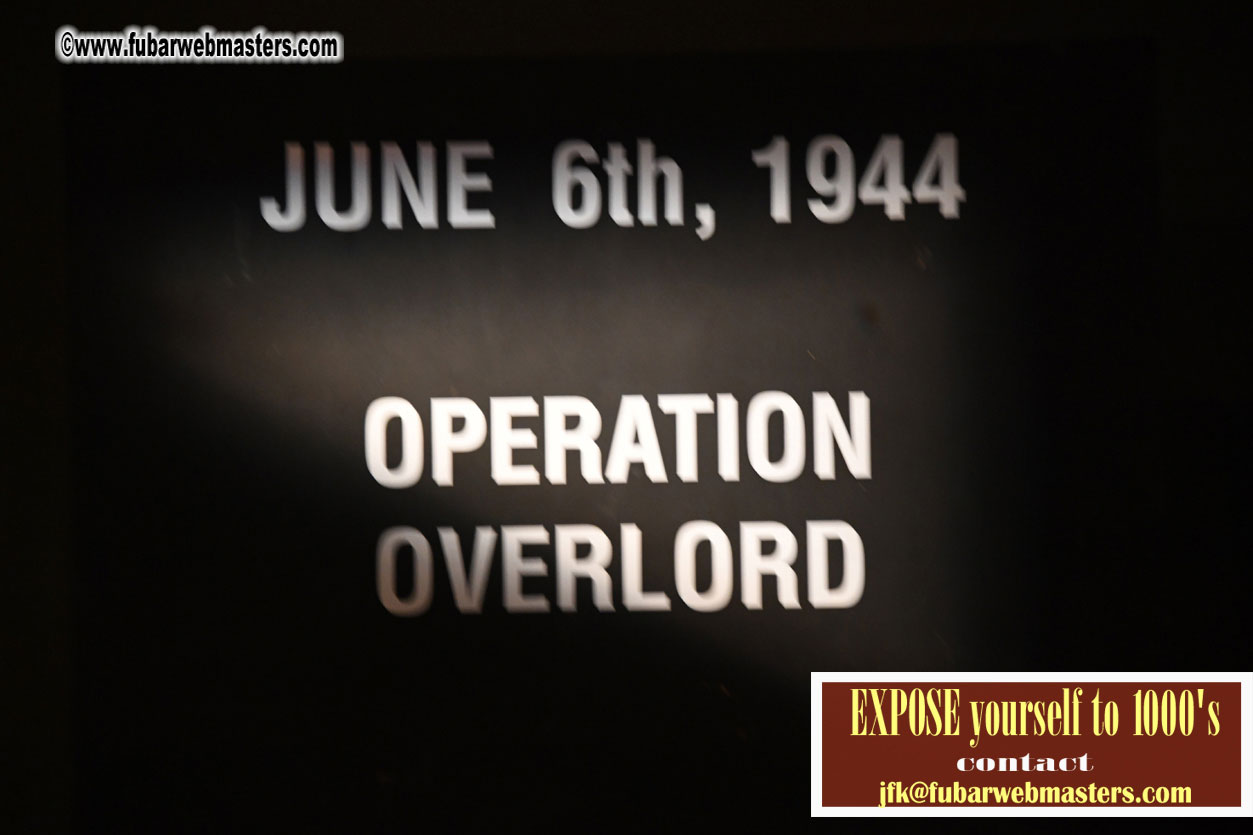 ©www.fubarwebmasters.com
JUNE 6th, 1944
OPERATION
OVERLORD
EXPOSE yourself to 1000's
contact
jfk@fubarwebmasters.com